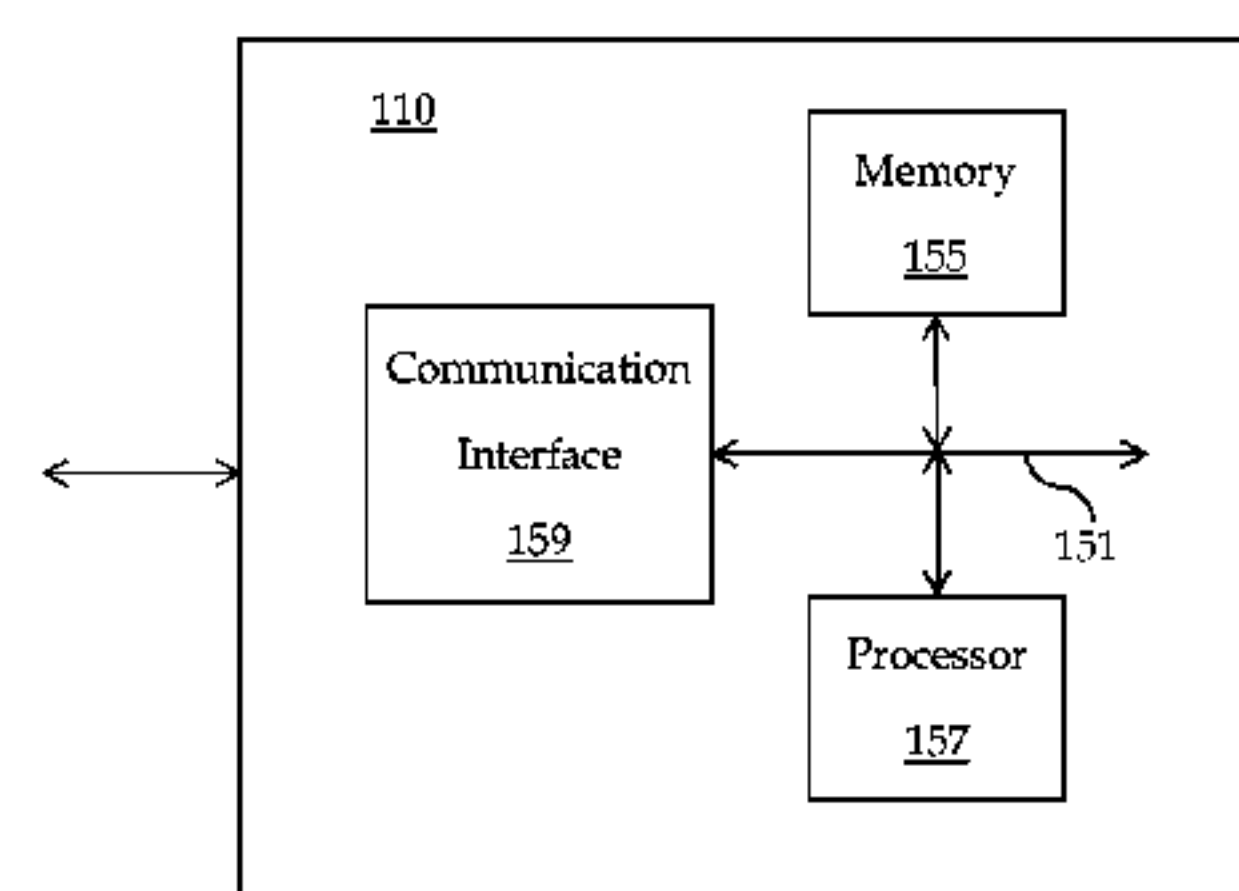 110
Memory
155
Communication
Interface
159
151
Processor
157